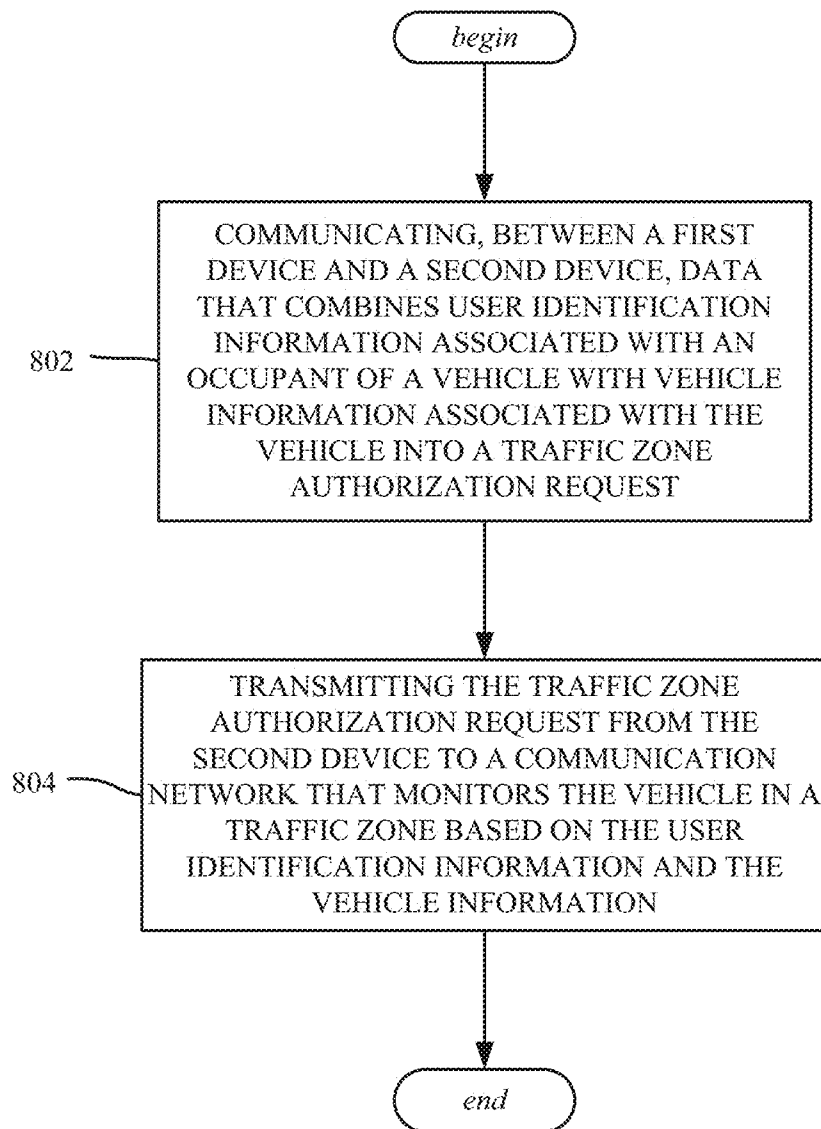 begin
COMMUNICATING, BETWEEN A FIRST
DEVICE AND A SECOND DEVICE, DATA
THAT COMBINES USER IDENTIFICATION
INFORMATION ASSOCIATED WITH AN
OCCUPANT OF A VEHICLE WITH VEHICLE
INFORMATION ASSOCIATED WITH THE
VEHICLE INTO A TRAFFIC ZONE
AUTHORIZATION REQUEST
802
TRANSMITTING THE TRAFFIC ZONE
AUTHORIZATION REQUEST FROM THE
SECOND DEVICE TO A COMMUNICATION
NETWORK THAT MONITORS THE VEHICLE IN A
TRAFFIC ZONE BASED ON THE USER
IDENTIFICATION INFORMATION AND THE
VEHICLE INFORMATION
804
end